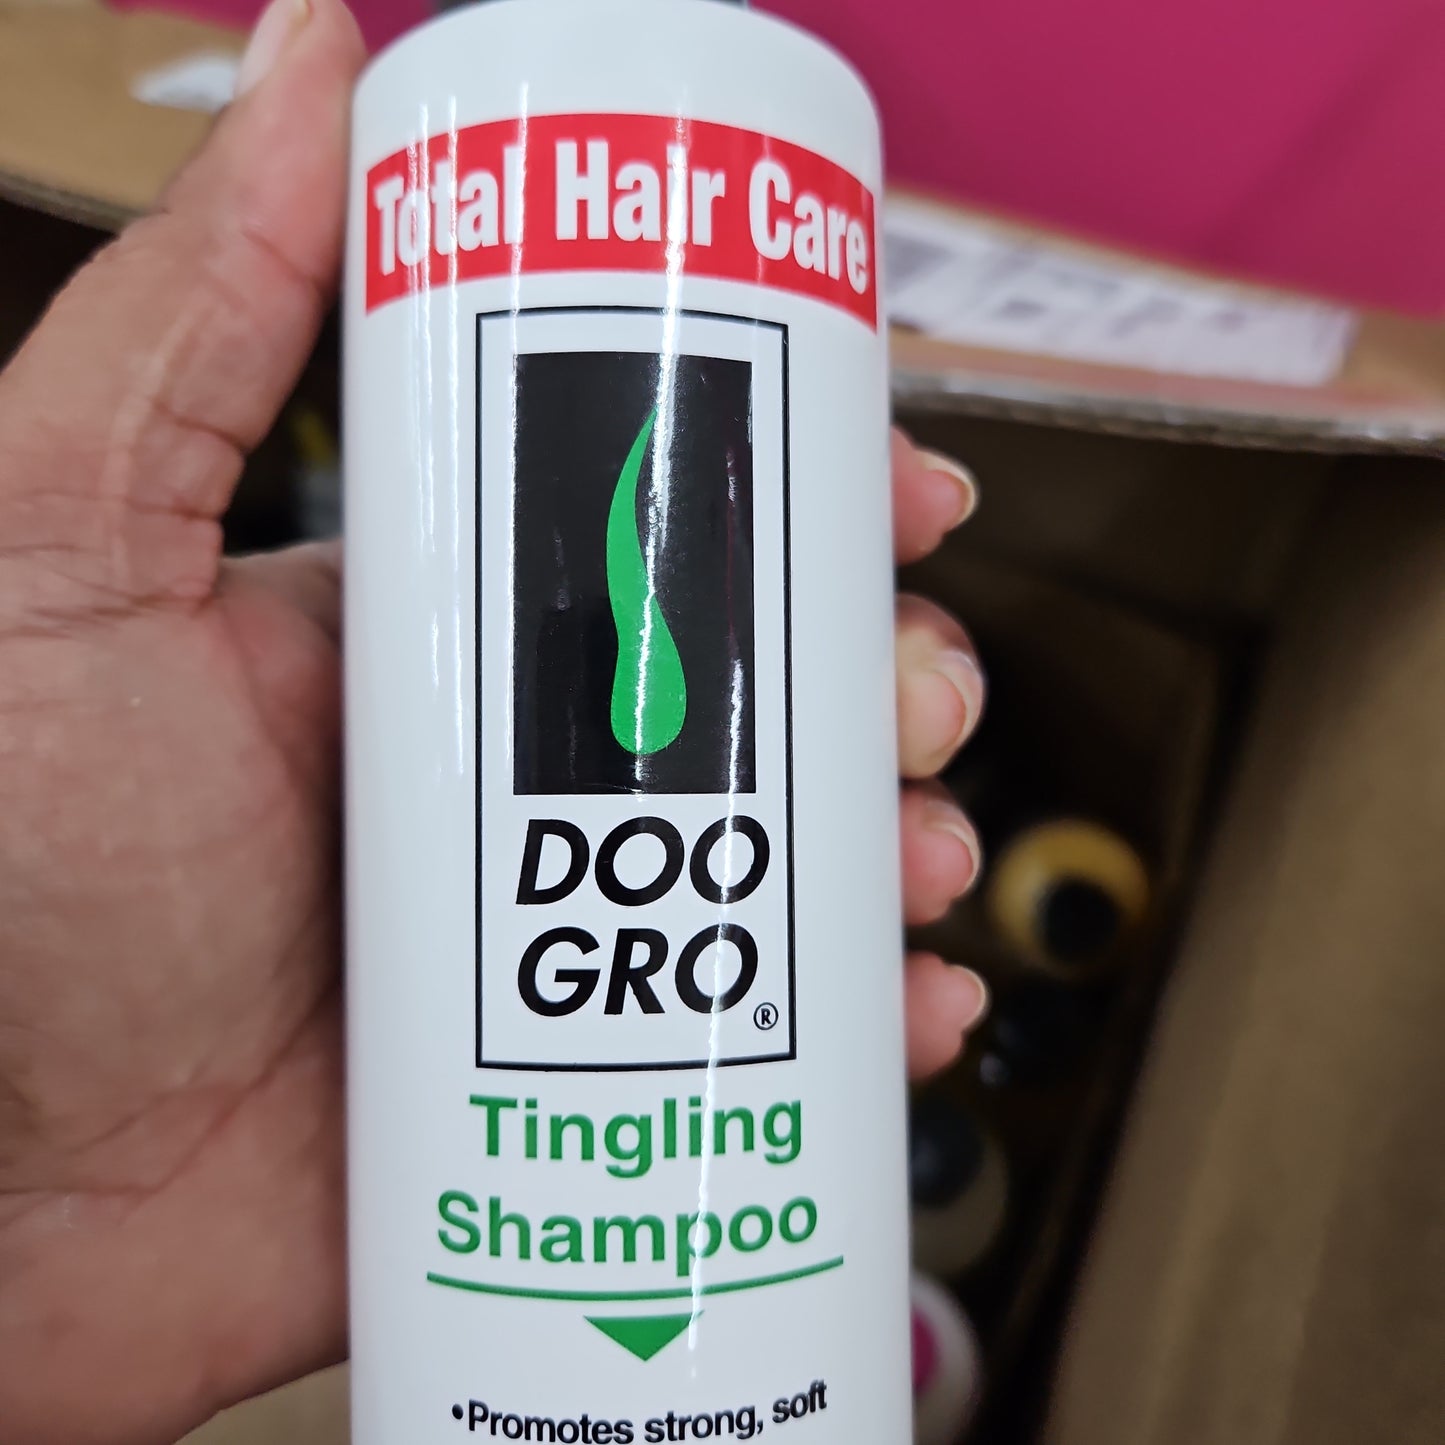 Total Hair Care
DOO
GRO®
Tingling
Shampoo
•Promotes strong, soft